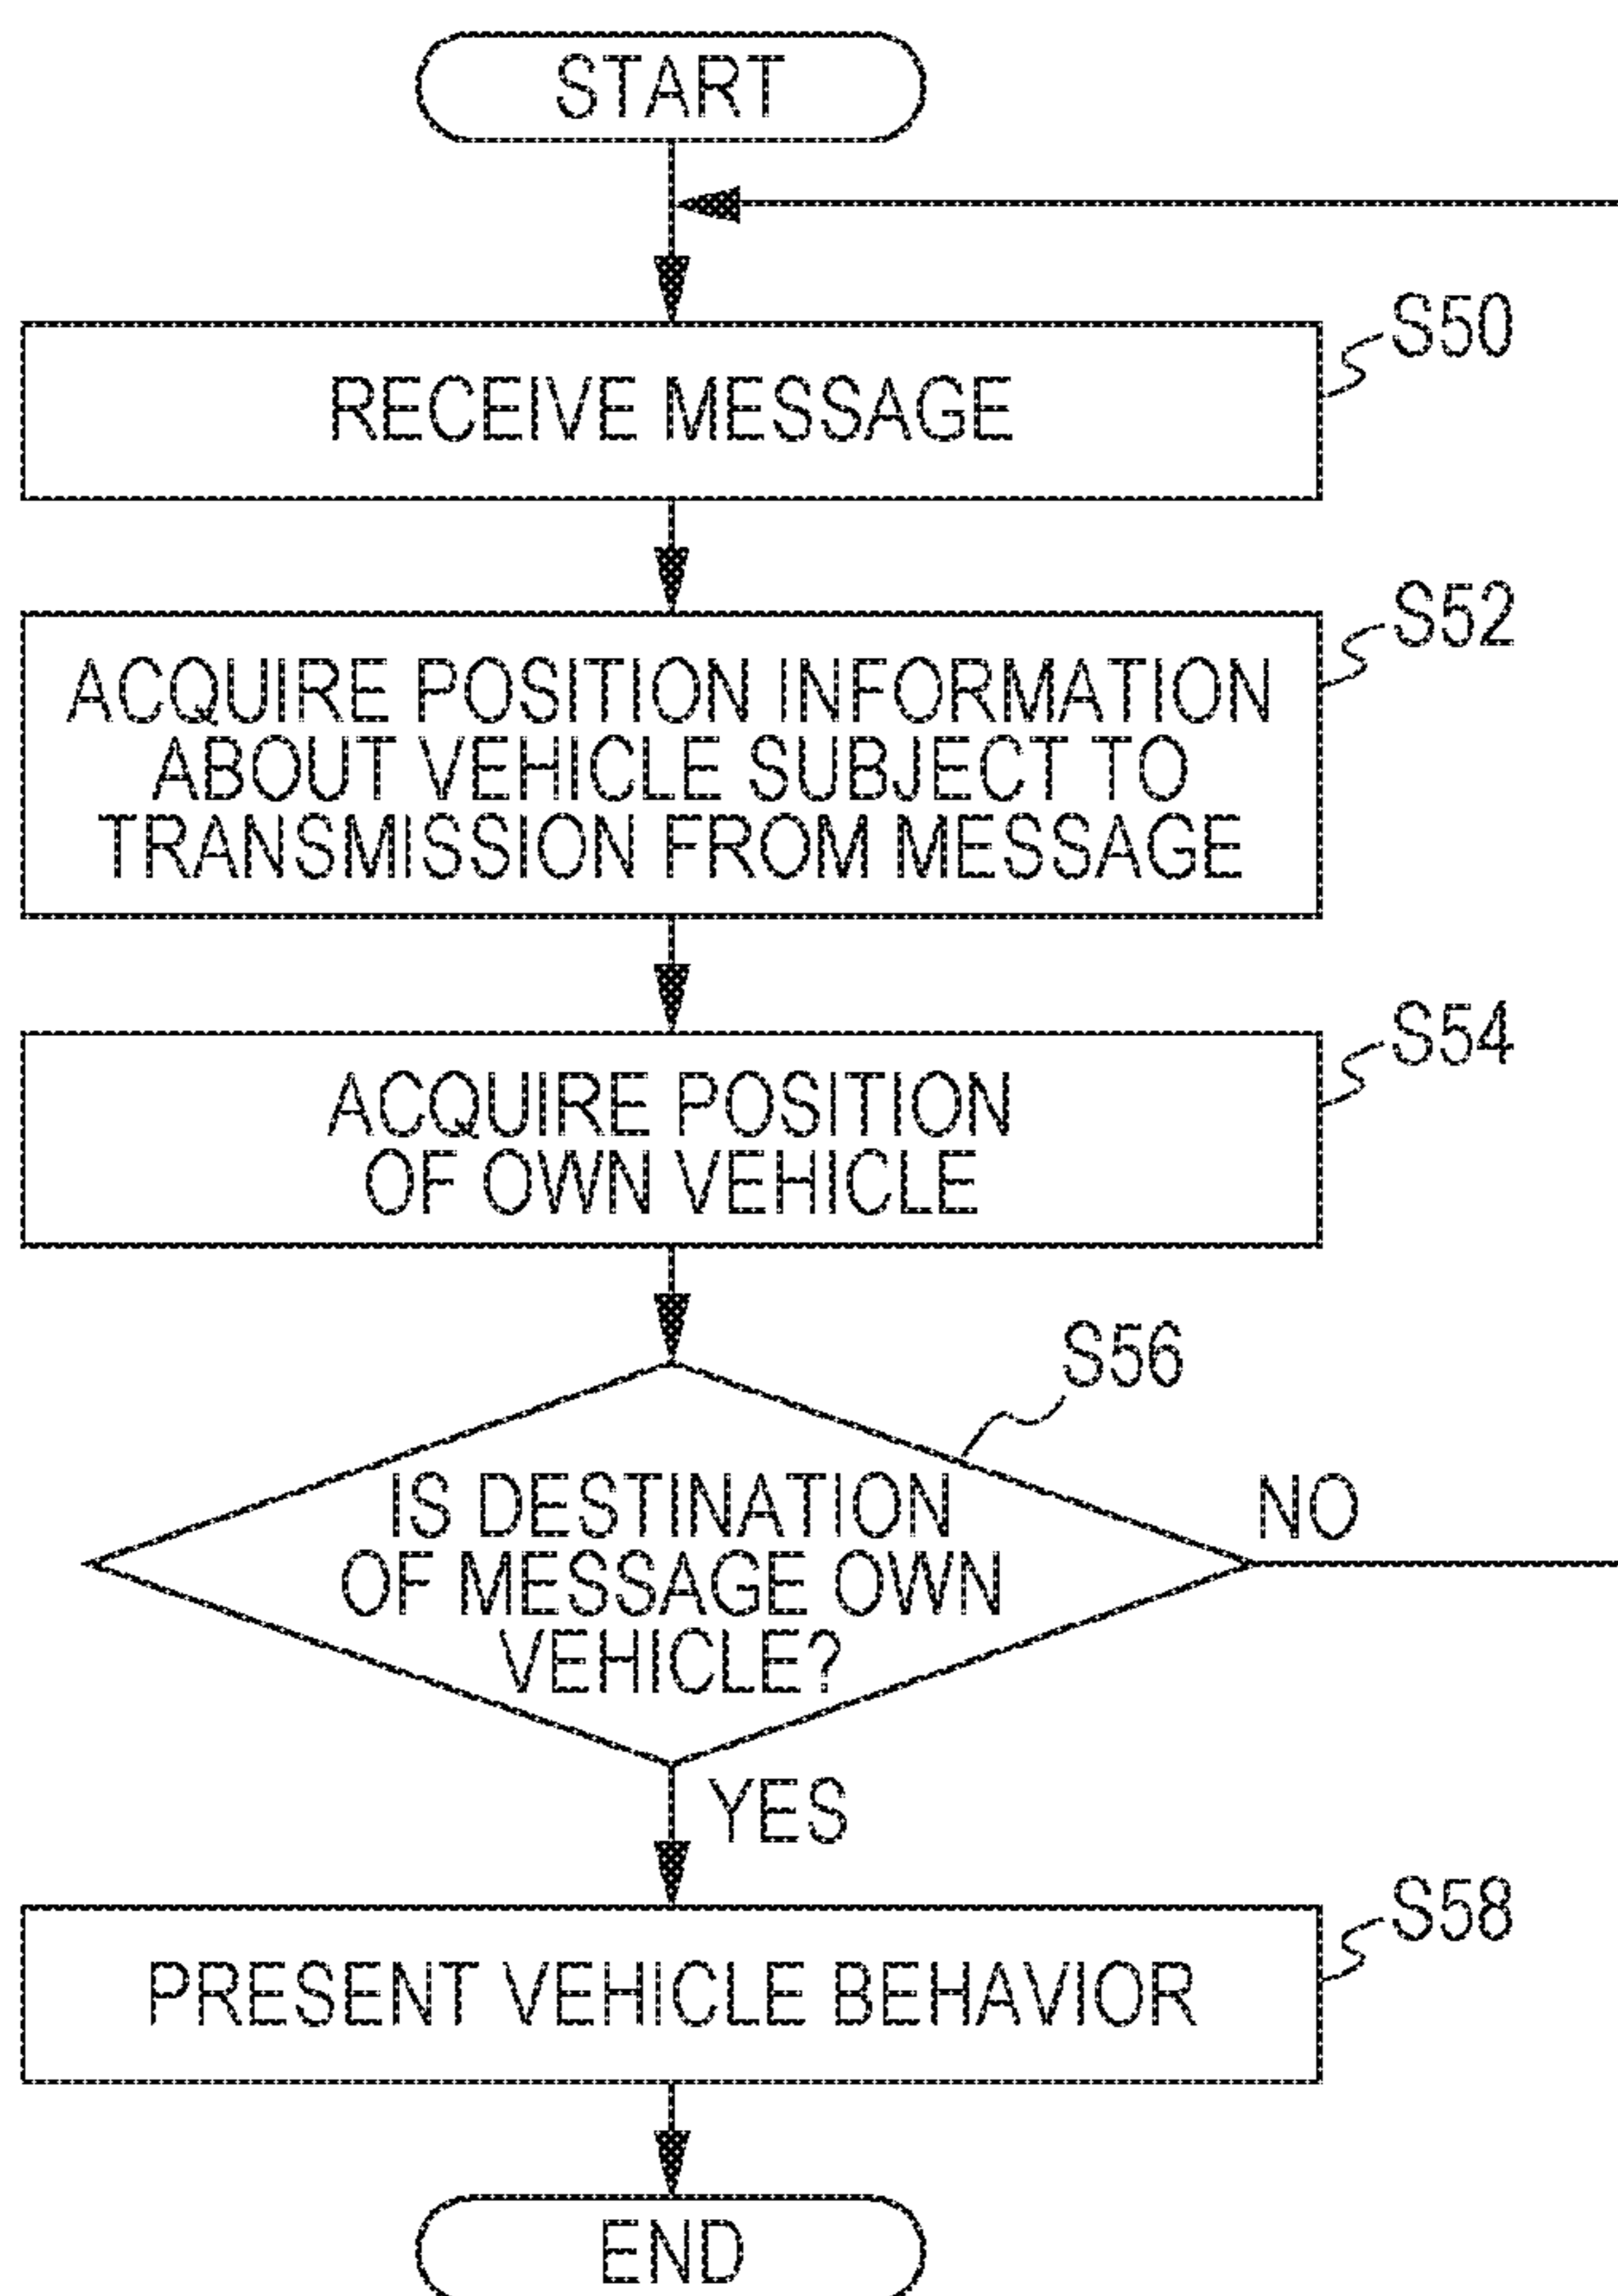 START
S50
RECEIVE MESSAGE
S52
ACQUIRE POSITION INFORMATION
ABOUT VEHICLE SUBJECT TO
TRANSMISSION FROM MESSAGE
S54
ACQUIRE POSITION
OF OWN VEHICLE
S56
IS DESTINATION
OF MESSAGE OWN
VEHICLE?
NO
YES
S58
PRESENT VEHICLE BEHAVIOR
END